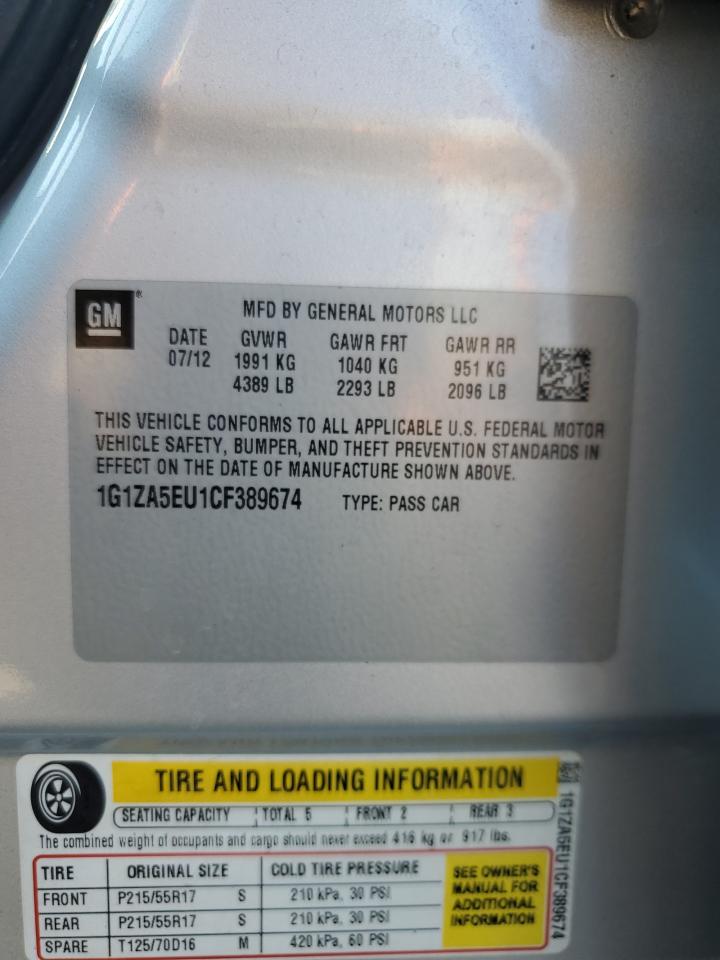 GM®
MFD BY GENERAL MOTORS LLC
DATE GVWR GAWR FRT GAWR RR
07/12 1991 KG 1040 KG 951 KG
4389 LB 2293 LB 2096 LB
THIS VEHICLE CONFORMS TO ALL APPLICABLE U.S. FEDERAL MOTOR
VEHICLE SAFETY, BUMPER, AND THEFT PREVENTION STANDARDS IN
EFFECT ON THE DATE OF MANUFACTURE SHOWN ABOVE.
1G1ZA5EU1CF389674 TYPE: PASS CAR
TIRE AND LOADING INFORMATION
SEATING CAPACITY TOTAL 5 FRONT 2 REAR 3
The combined weight of occupants and cargo should never exceed 416 kg or 917 lbs.
TIRE ORIGINAL SIZE COLD TIRE PRESSURE
FRONT P215/55R17 S 210 kPa, 30 PSI
REAR P215/55R17 S 210 kPa, 30 PSI
SPARE T125/70D16 M 420 kPa, 60 PSI
SEE OWNER'S
MANUAL FOR
ADDITIONAL
INFORMATION
1G1ZA5EU1CF389674